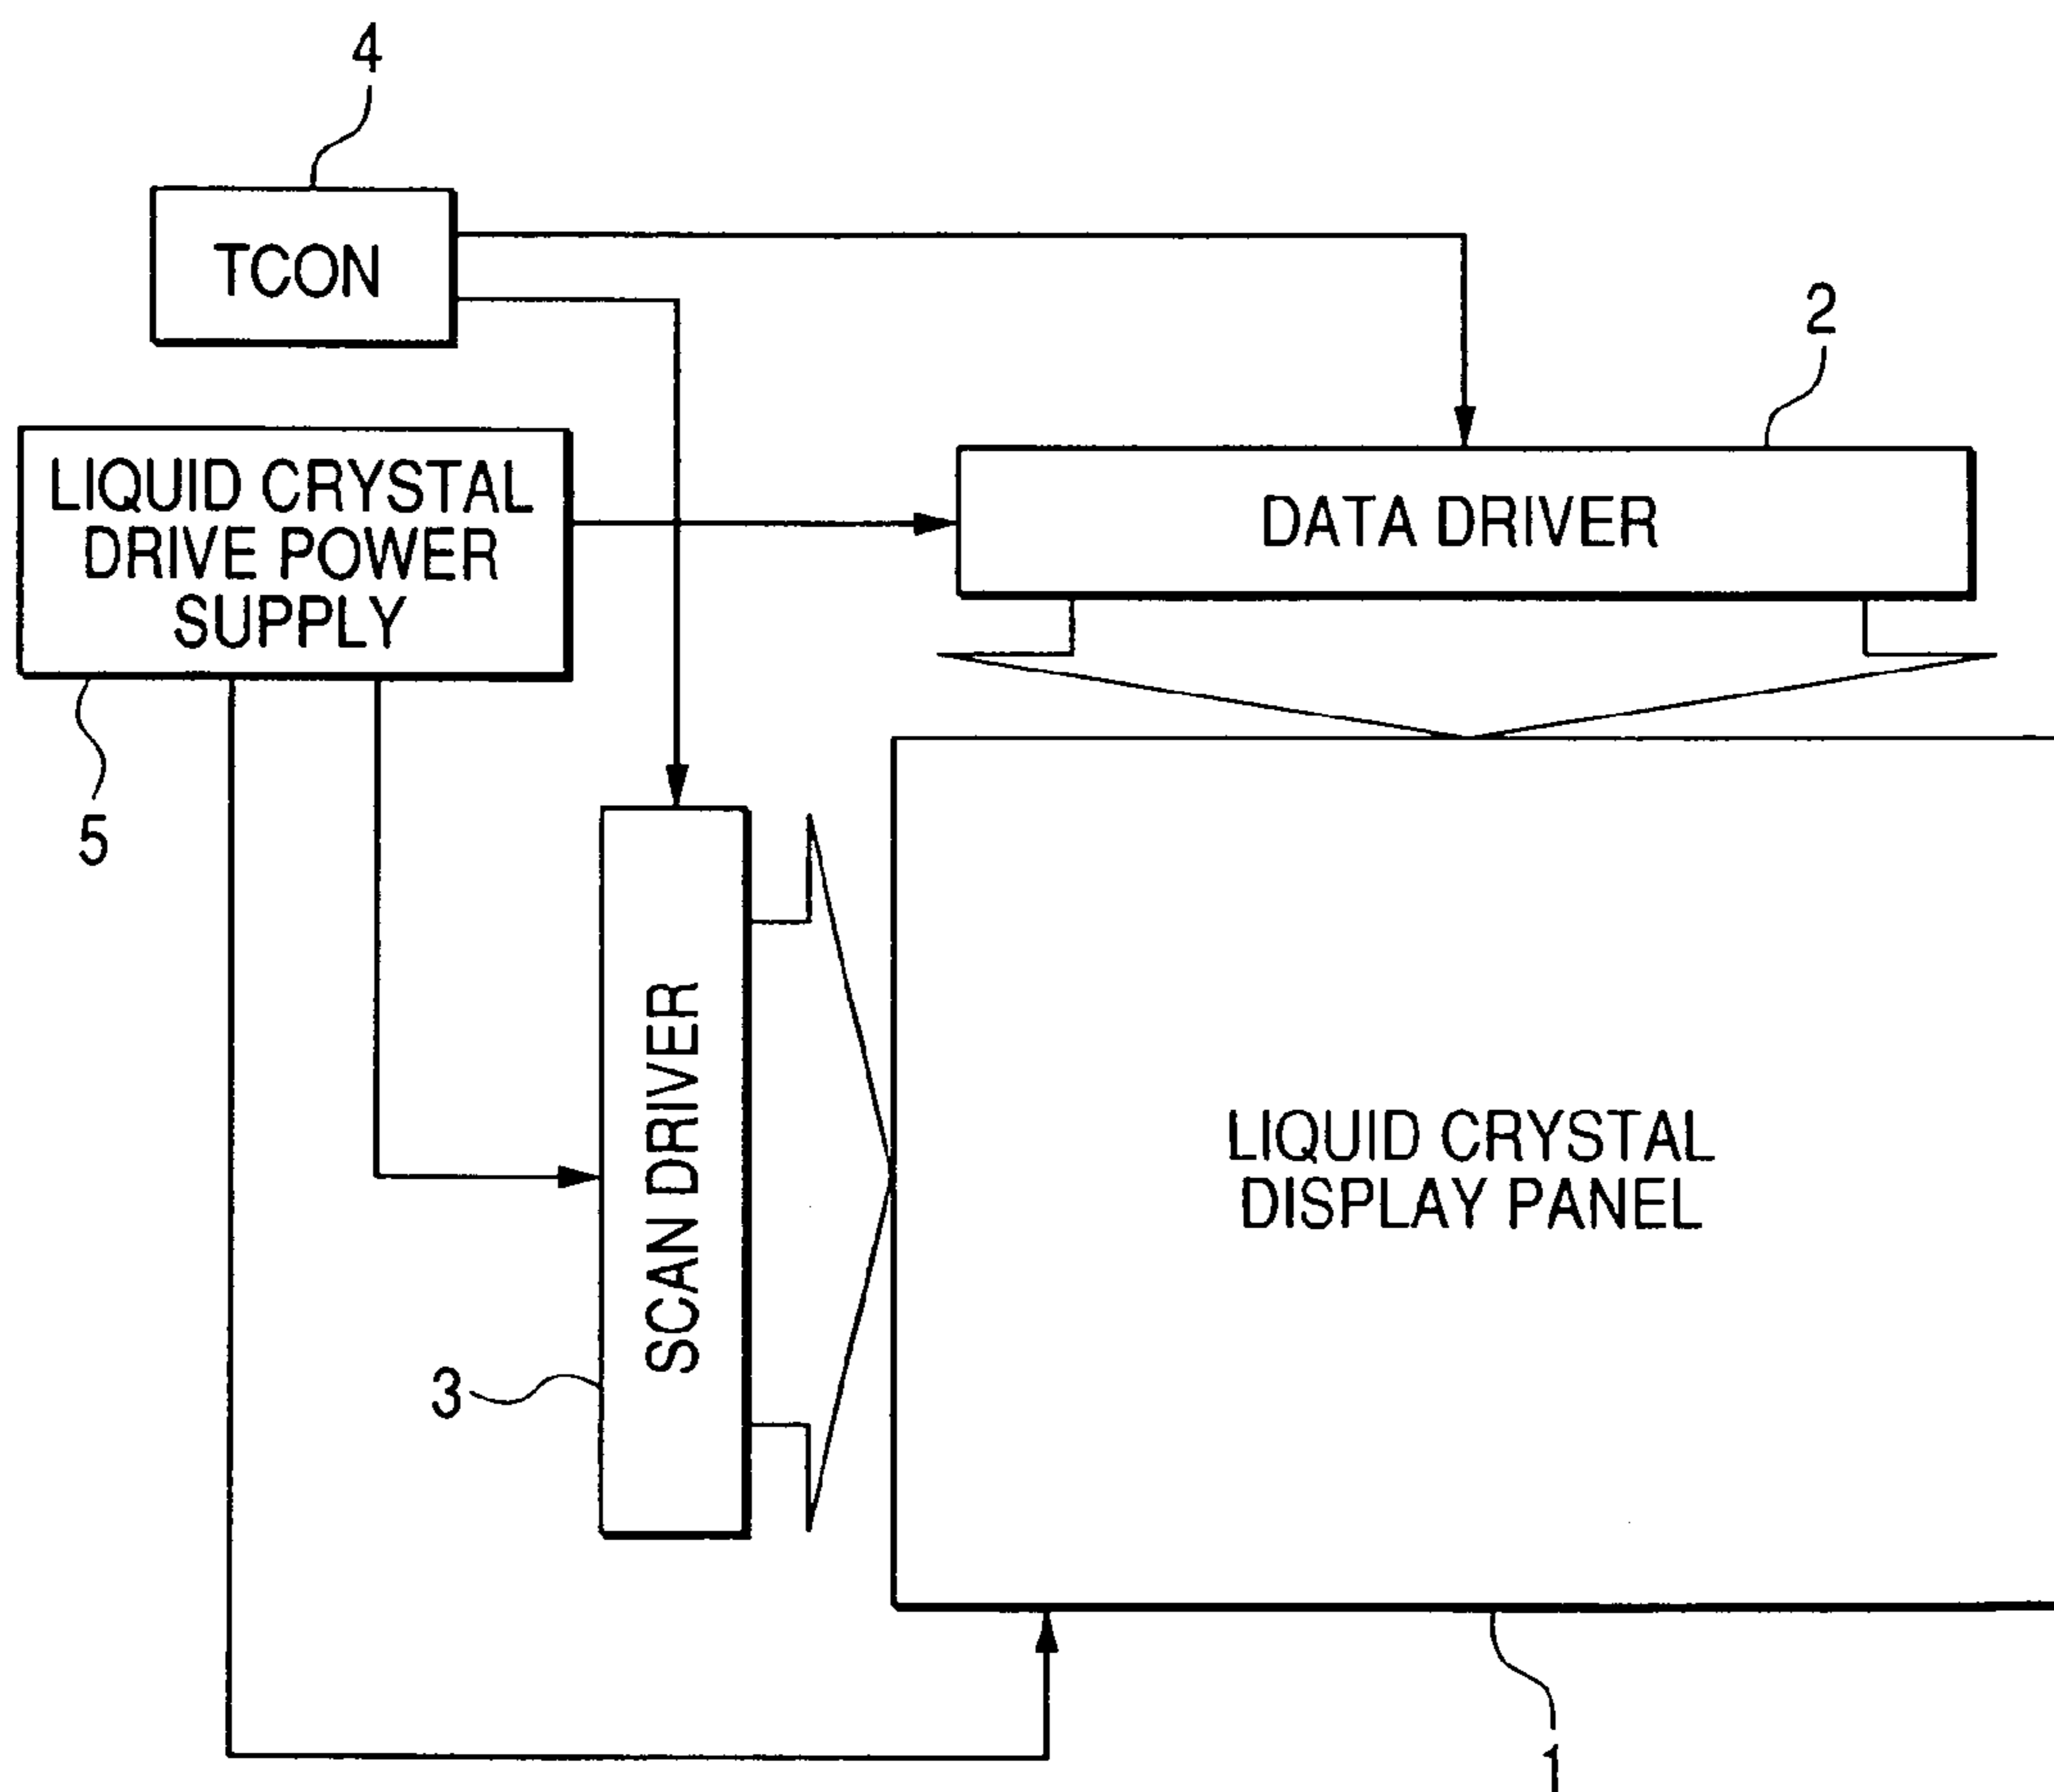 4
TCON
2
LIQUID CRYSTAL
DRIVE POWER
SUPPLY
DATA DRIVER
5
SCAN DRIVER
LIQUID CRYSTAL
DISPLAY PANEL
3
1